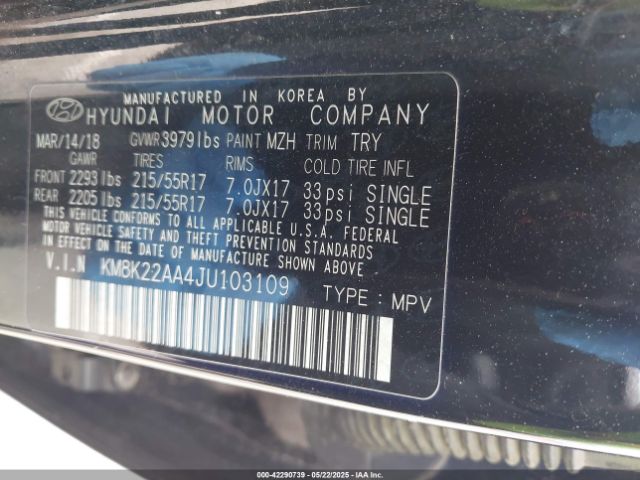 MANUFACTURED IN KOREA BY
HYUNDAI MOTOR COMPANY
MAR/14/18 GVWR 3979lbs PAINT MZH TRIM TRY
GAWR TIRES RIMS COLD TIRE INFL
FRONT 2293lbs 215/55R17 7.0JX17 33psi SINGLE
REAR 2205lbs 215/55R17 7.0JX17 33psi SINGLE
THIS VEHICLE CONFORMS TO ALL APPLICABLE U.S.A FEDERAL
MOTOR VEHICLE SAFETY AND THEFT PREVENTION STANDARDS
IN EFFECT ON THE DATE OF MANUFACTURE SHOWN ABOVE.
V.I.N KM8K22AA4JU103109 TYPE : MPV
000-42290739 - 05/22/2025 - COPYRIGHT IAA